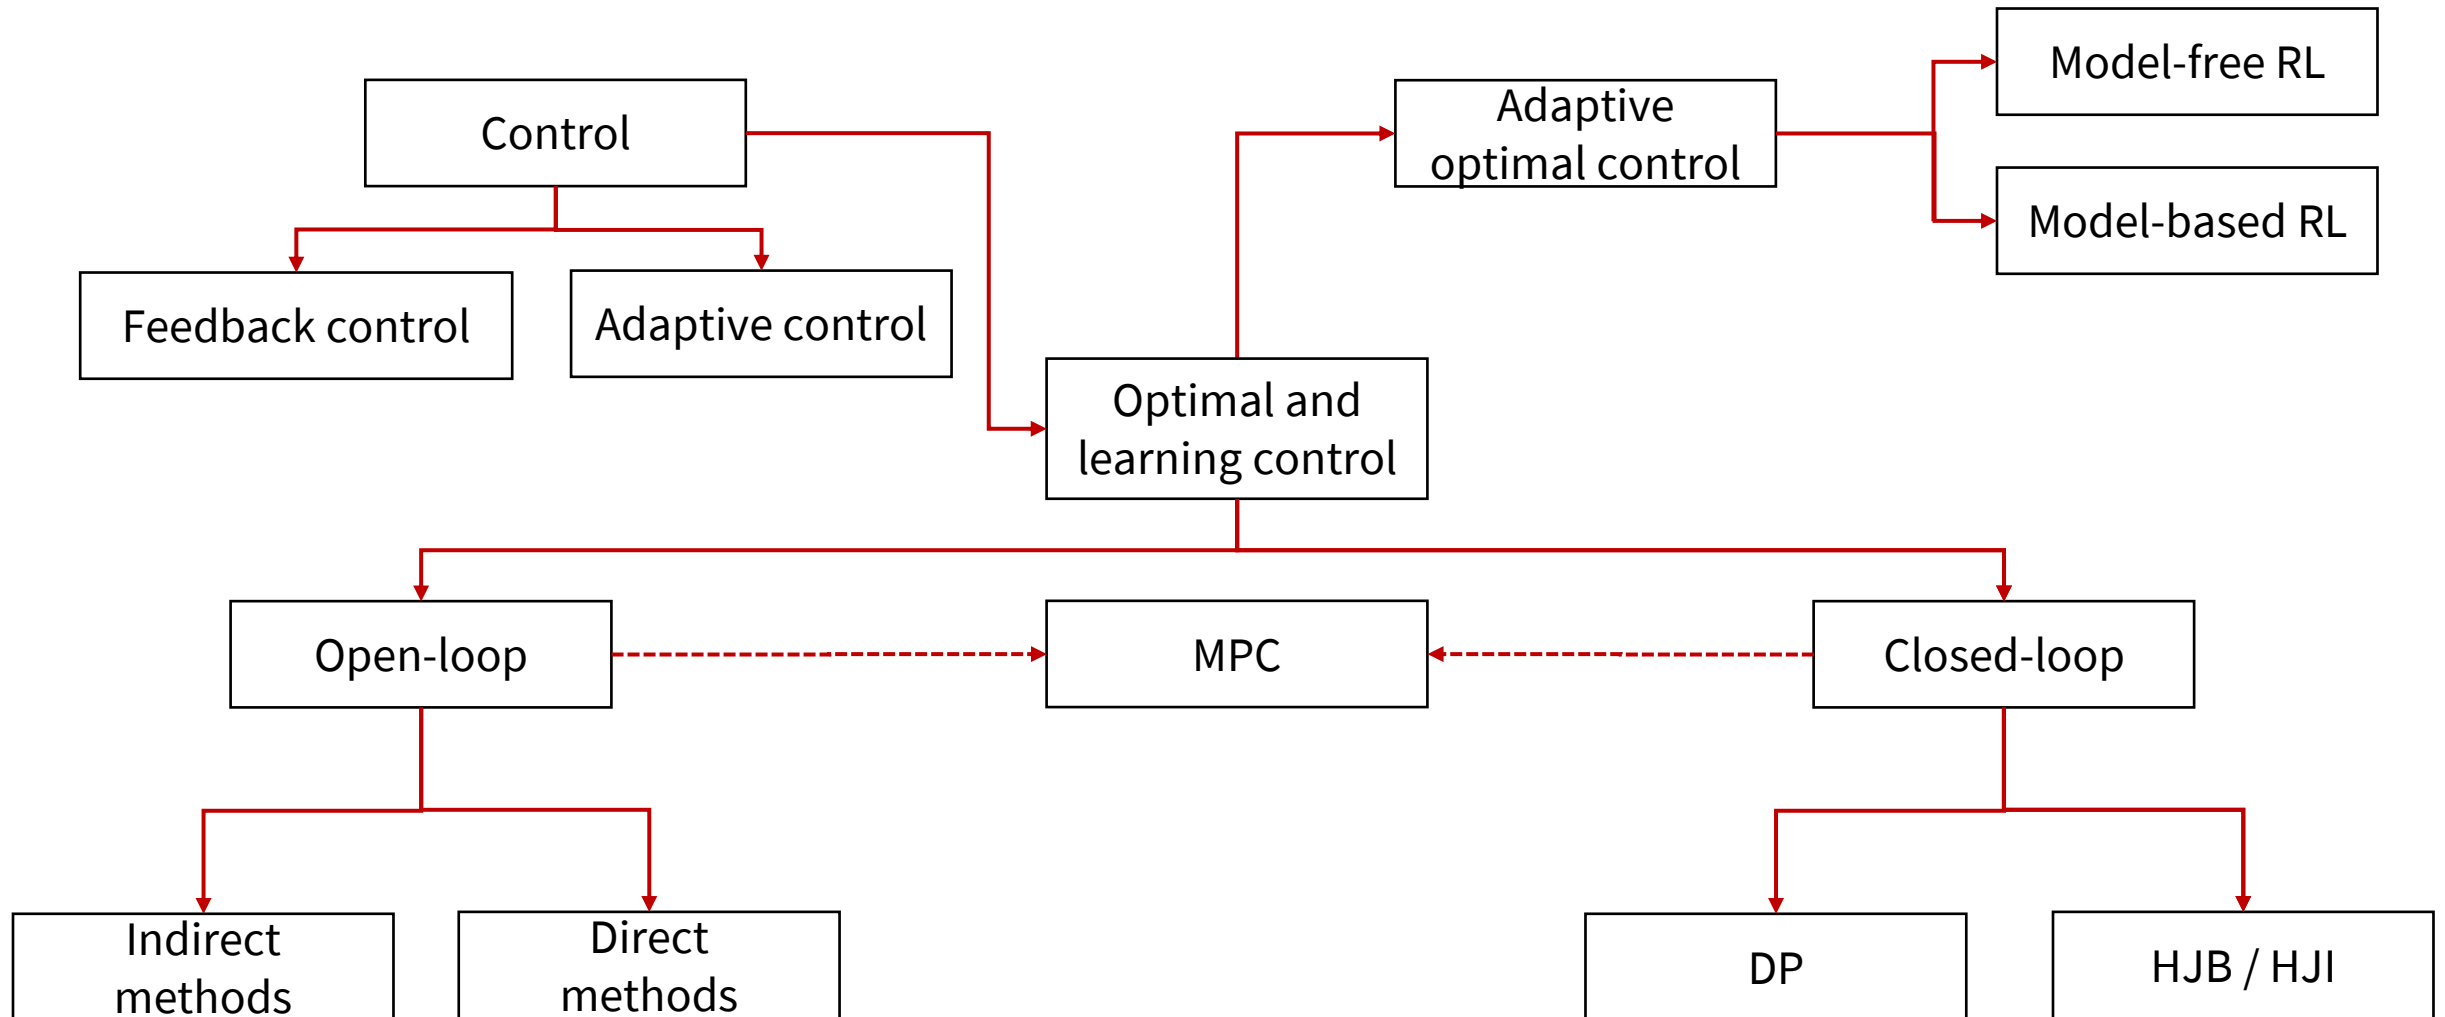 Model-free RL
Control
Adaptive
optimal control
Model-based RL
Feedback control
Adaptive control
Optimal and
learning control
Open-loop
MPC
Closed-loop
Indirect
methods
Direct
methods
DP
HJB / HJI